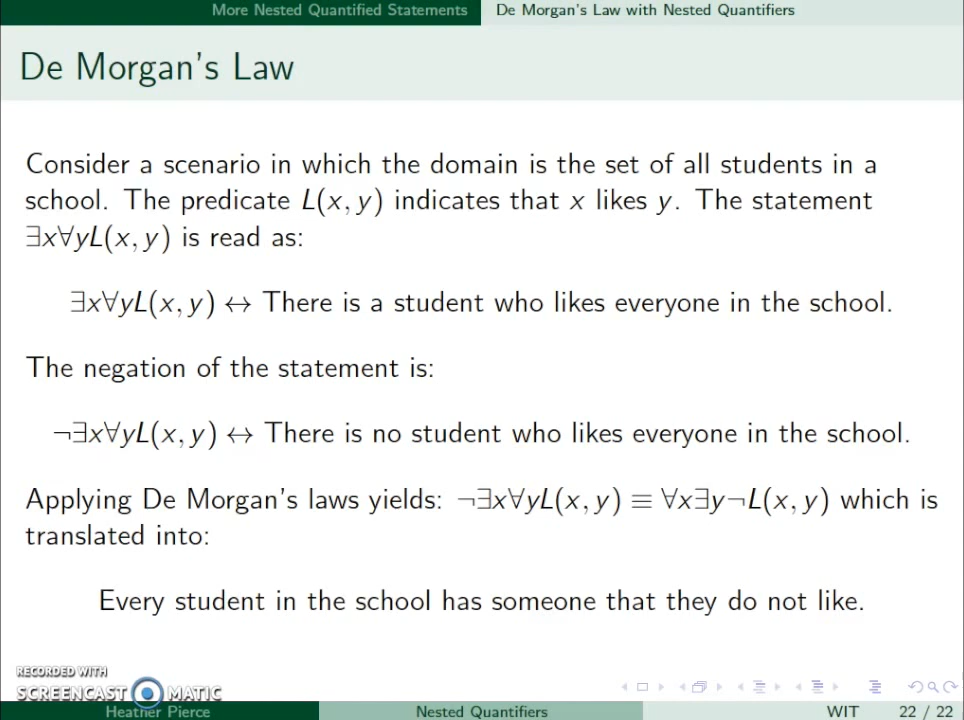 More Nested Quantified Statements De Morgan's Law with Nested Quantifiers
De Morgan's Law
Consider a scenario in which the domain is the set of all students in a
school. The predicate L(x, y) indicates that x likes y. The statement
∃x∀yL(x, y) is read as:
∃x∀yL(x, y) ↔ There is a student who likes everyone in the school.
The negation of the statement is:
¬∃x∀yL(x, y) ↔ There is no student who likes everyone in the school.
Applying De Morgan's laws yields: ¬∃x∀yL(x, y) ≡ ∀x∃y¬L(x, y) which is
translated into:
Every student in the school has someone that they do not like.
RECORDED WITH
SCREENCAST MATIC
Heather Pierce Nested Quantifiers WIT 22 / 22